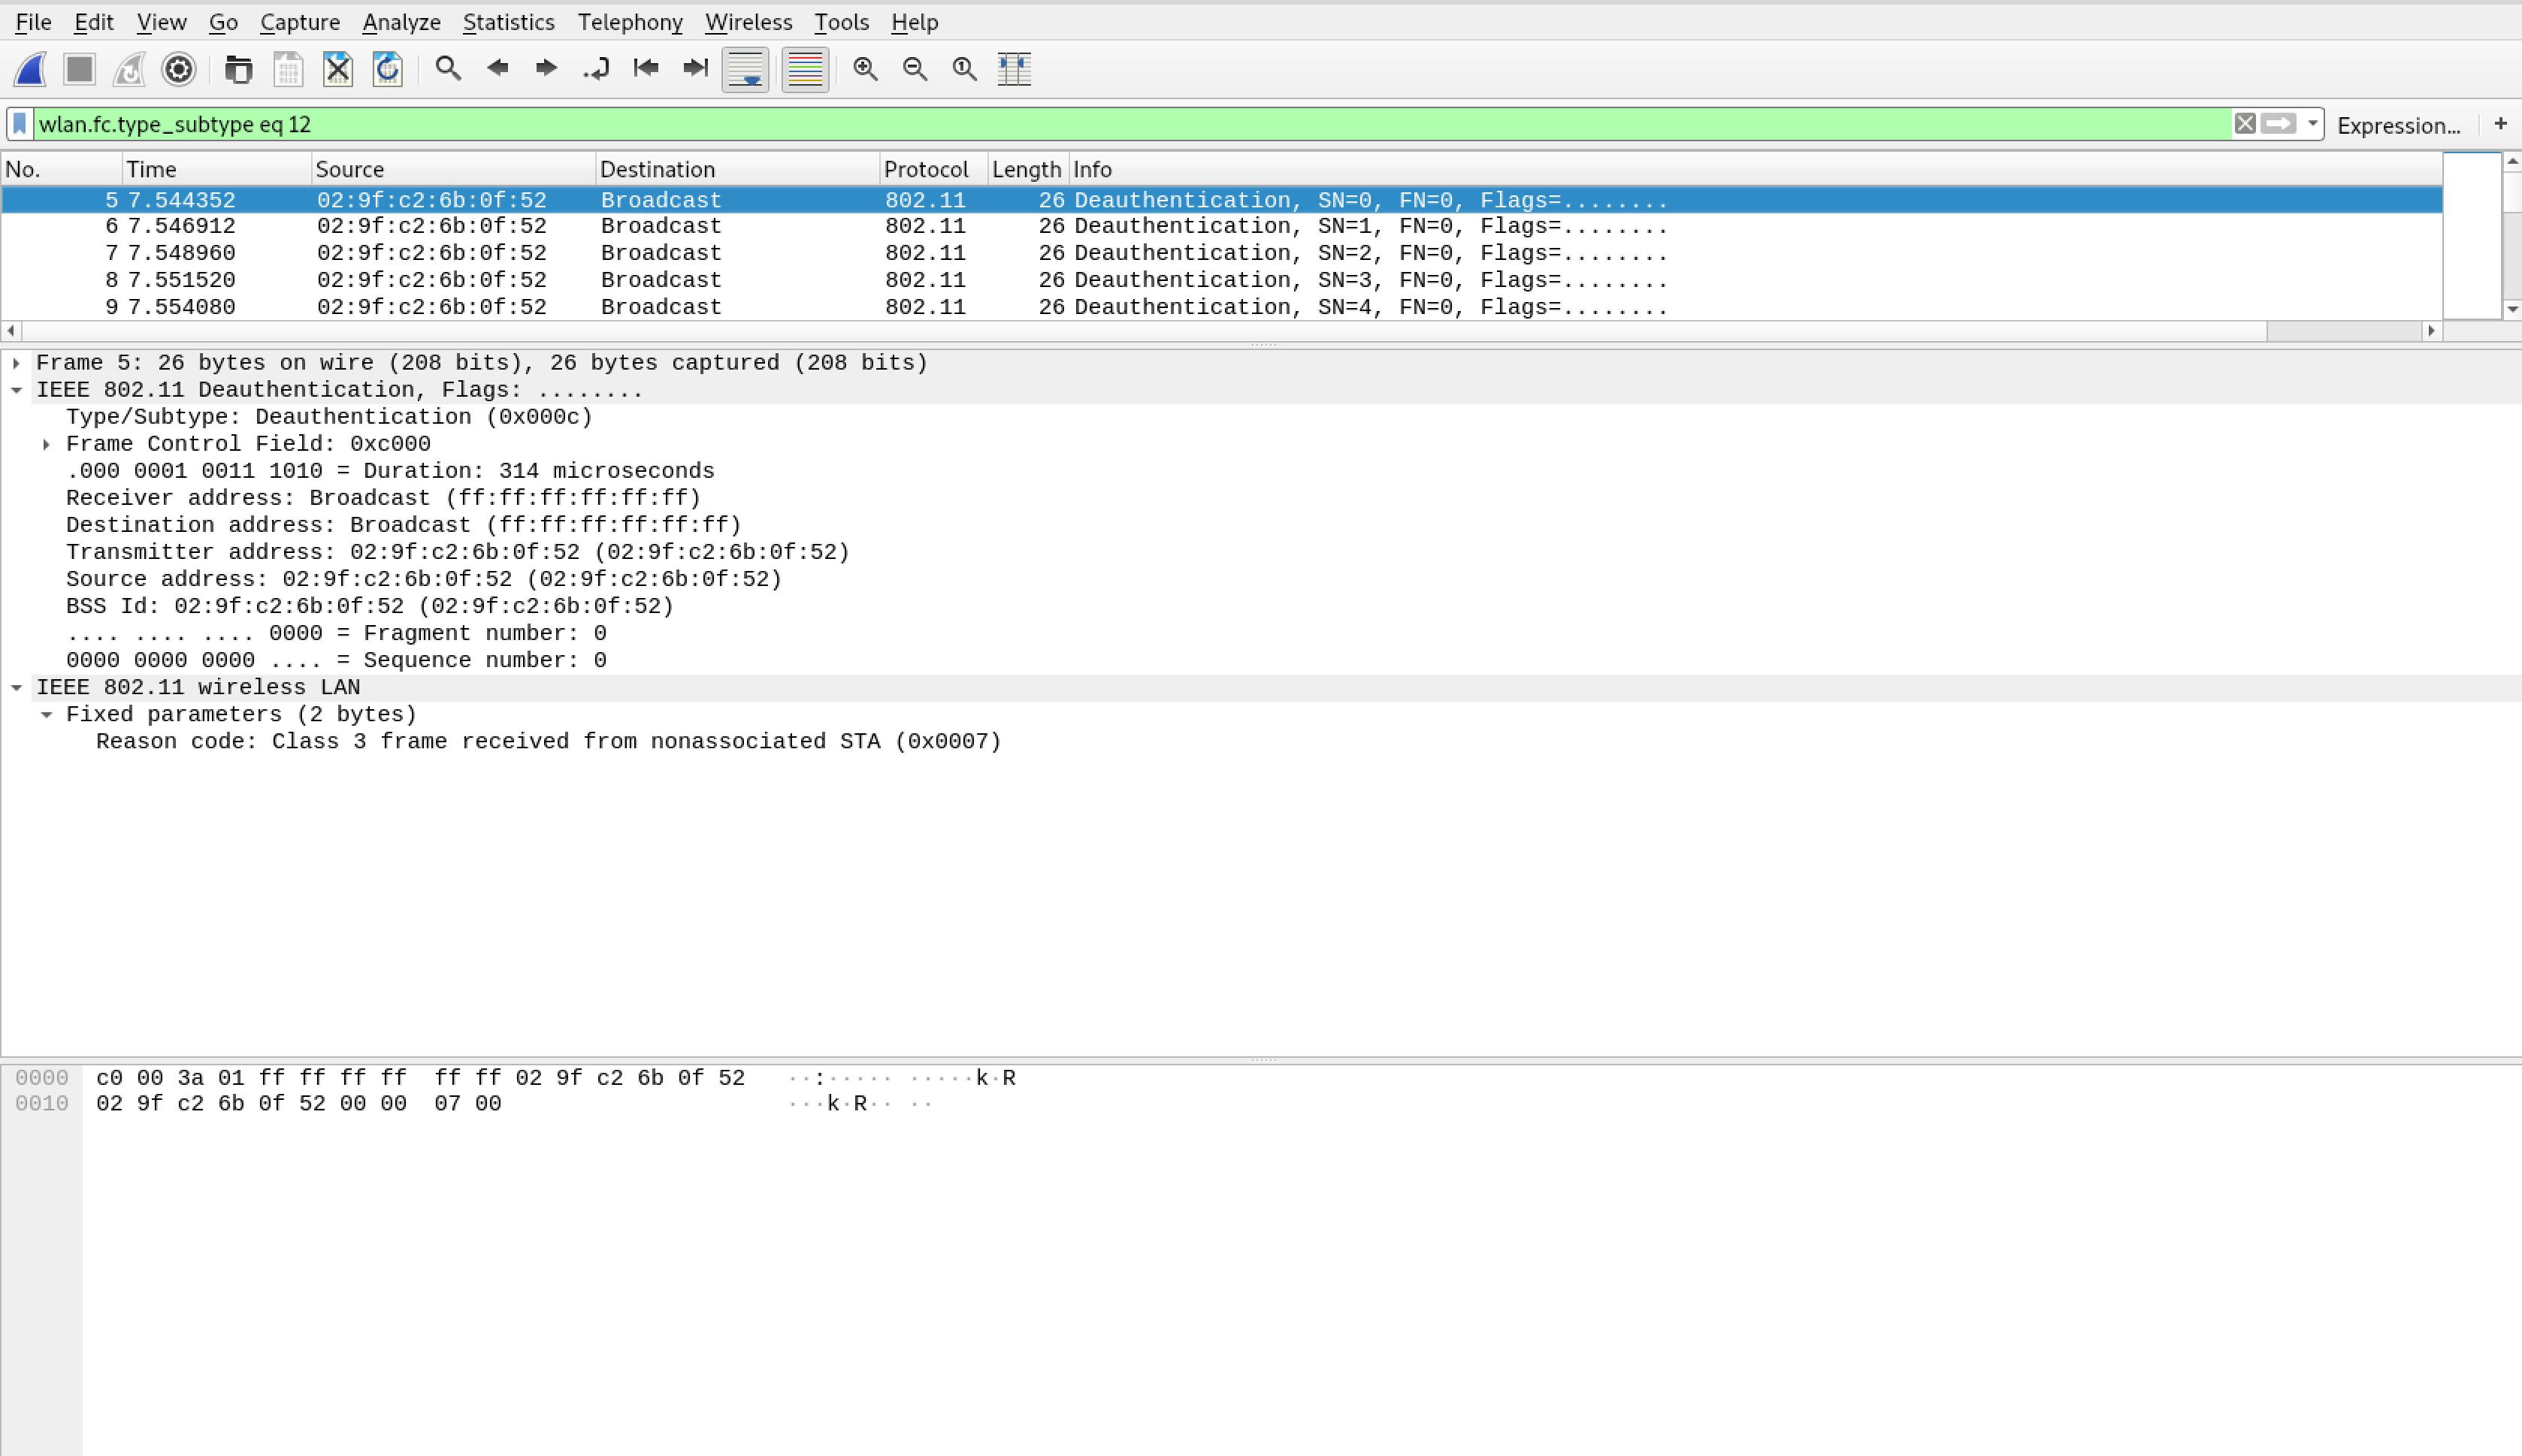 File Edit View Go Capture Analyze Statistics Telephony Wireless Tools Help
wlan.fc.type_subtype eq 12 Expression... +
No. Time Source Destination Protocol Length Info
5 7.544352 02:9f:c2:6b:0f:52 Broadcast 802.11 26 Deauthentication, SN=0, FN=0, Flags=........
6 7.546912 02:9f:c2:6b:0f:52 Broadcast 802.11 26 Deauthentication, SN=1, FN=0, Flags=........
7 7.548960 02:9f:c2:6b:0f:52 Broadcast 802.11 26 Deauthentication, SN=2, FN=0, Flags=........
8 7.551520 02:9f:c2:6b:0f:52 Broadcast 802.11 26 Deauthentication, SN=3, FN=0, Flags=........
9 7.554080 02:9f:c2:6b:0f:52 Broadcast 802.11 26 Deauthentication, SN=4, FN=0, Flags=........
Frame 5: 26 bytes on wire (208 bits), 26 bytes captured (208 bits)
IEEE 802.11 Deauthentication, Flags: ........
Type/Subtype: Deauthentication (0x000c)
Frame Control Field: 0xc000
.000 0001 0011 1010 = Duration: 314 microseconds
Receiver address: Broadcast (ff:ff:ff:ff:ff:ff)
Destination address: Broadcast (ff:ff:ff:ff:ff:ff)
Transmitter address: 02:9f:c2:6b:0f:52 (02:9f:c2:6b:0f:52)
Source address: 02:9f:c2:6b:0f:52 (02:9f:c2:6b:0f:52)
BSS Id: 02:9f:c2:6b:0f:52 (02:9f:c2:6b:0f:52)
.... .... .... 0000 = Fragment number: 0
0000 0000 0000 .... = Sequence number: 0
IEEE 802.11 wireless LAN
Fixed parameters (2 bytes)
Reason code: Class 3 frame received from nonassociated STA (0x0007)
0000 c0 00 3a 01 ff ff ff ff ff ff 02 9f c2 6b 0f 52 ··:····· ·····k·R
0010 02 9f c2 6b 0f 52 00 00 07 00 ···k·R·· ··